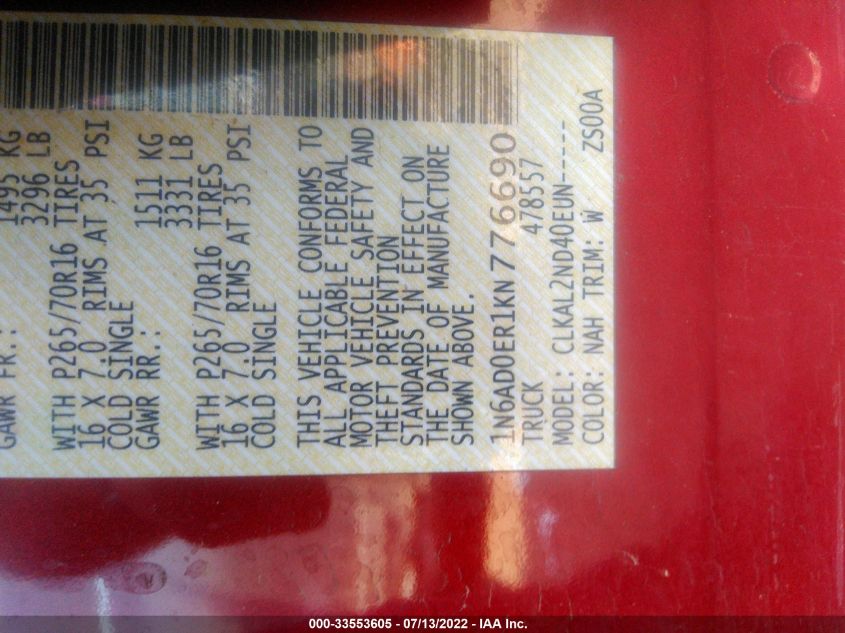 GAWR FR.: 1495 KG
3296 LB
WITH P265/70R16 TIRES
16 X 7.0 RIMS AT 35 PSI
COLD SINGLE
GAWR RR.: 1511 KG
3331 LB
WITH P265/70R16 TIRES
16 X 7.0 RIMS AT 35 PSI
COLD SINGLE
THIS VEHICLE CONFORMS TO
ALL APPLICABLE FEDERAL
MOTOR VEHICLE SAFETY AND
THEFT PREVENTION
STANDARDS IN EFFECT ON
THE DATE OF MANUFACTURE
SHOWN ABOVE.
1N6AD0ER1KN776690
TRUCK 478557
MODEL: CLKAL2ND40EUN-----
COLOR: NAH TRIM: W ZS00A
000-33553605 - 07/13/2022 - IAA Inc.